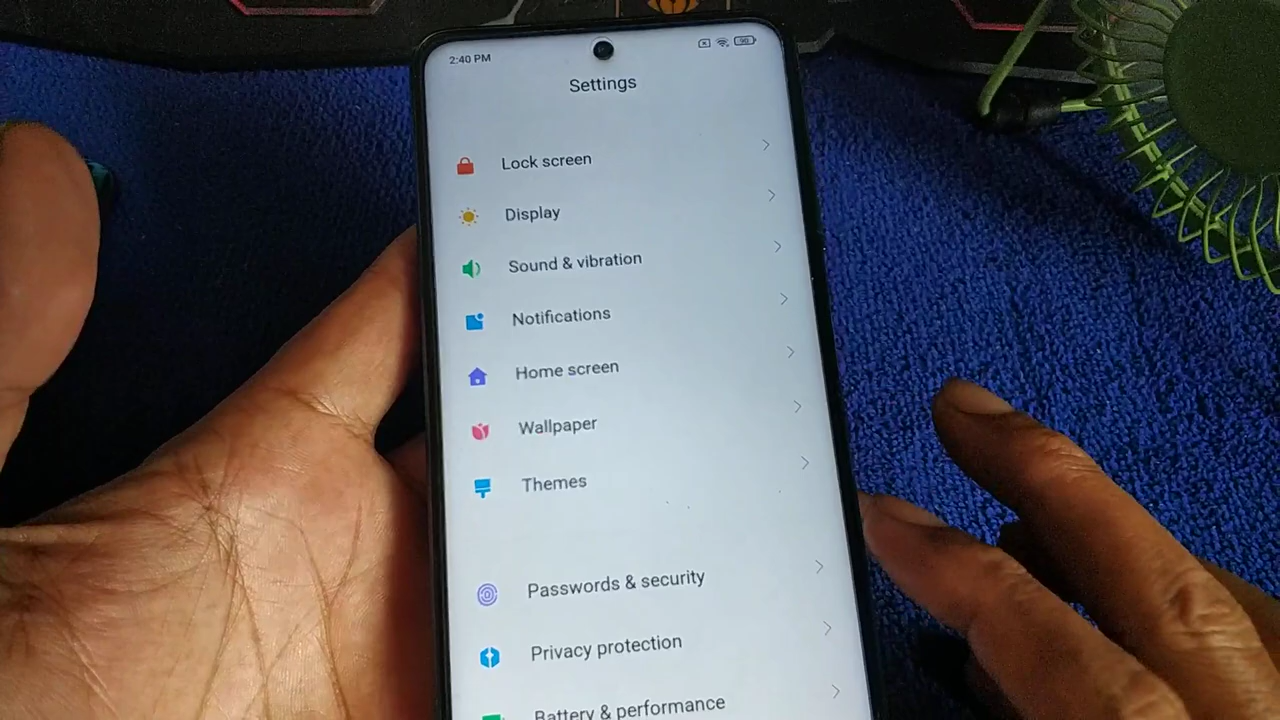 2:40 PM
Settings
Lock screen
Display
Sound & vibration
Notifications
Home screen
Wallpaper
Themes
Passwords & security
Privacy protection
Battery & performance